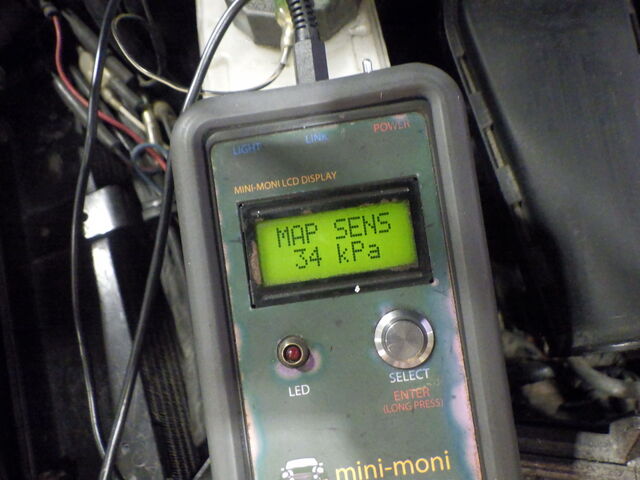 LIGHT LINK POWER
MINI-MONI LCD DISPLAY
MAP SENS
34 kPa
LED
SELECT
ENTER
(LONG PRESS)
mini-moni